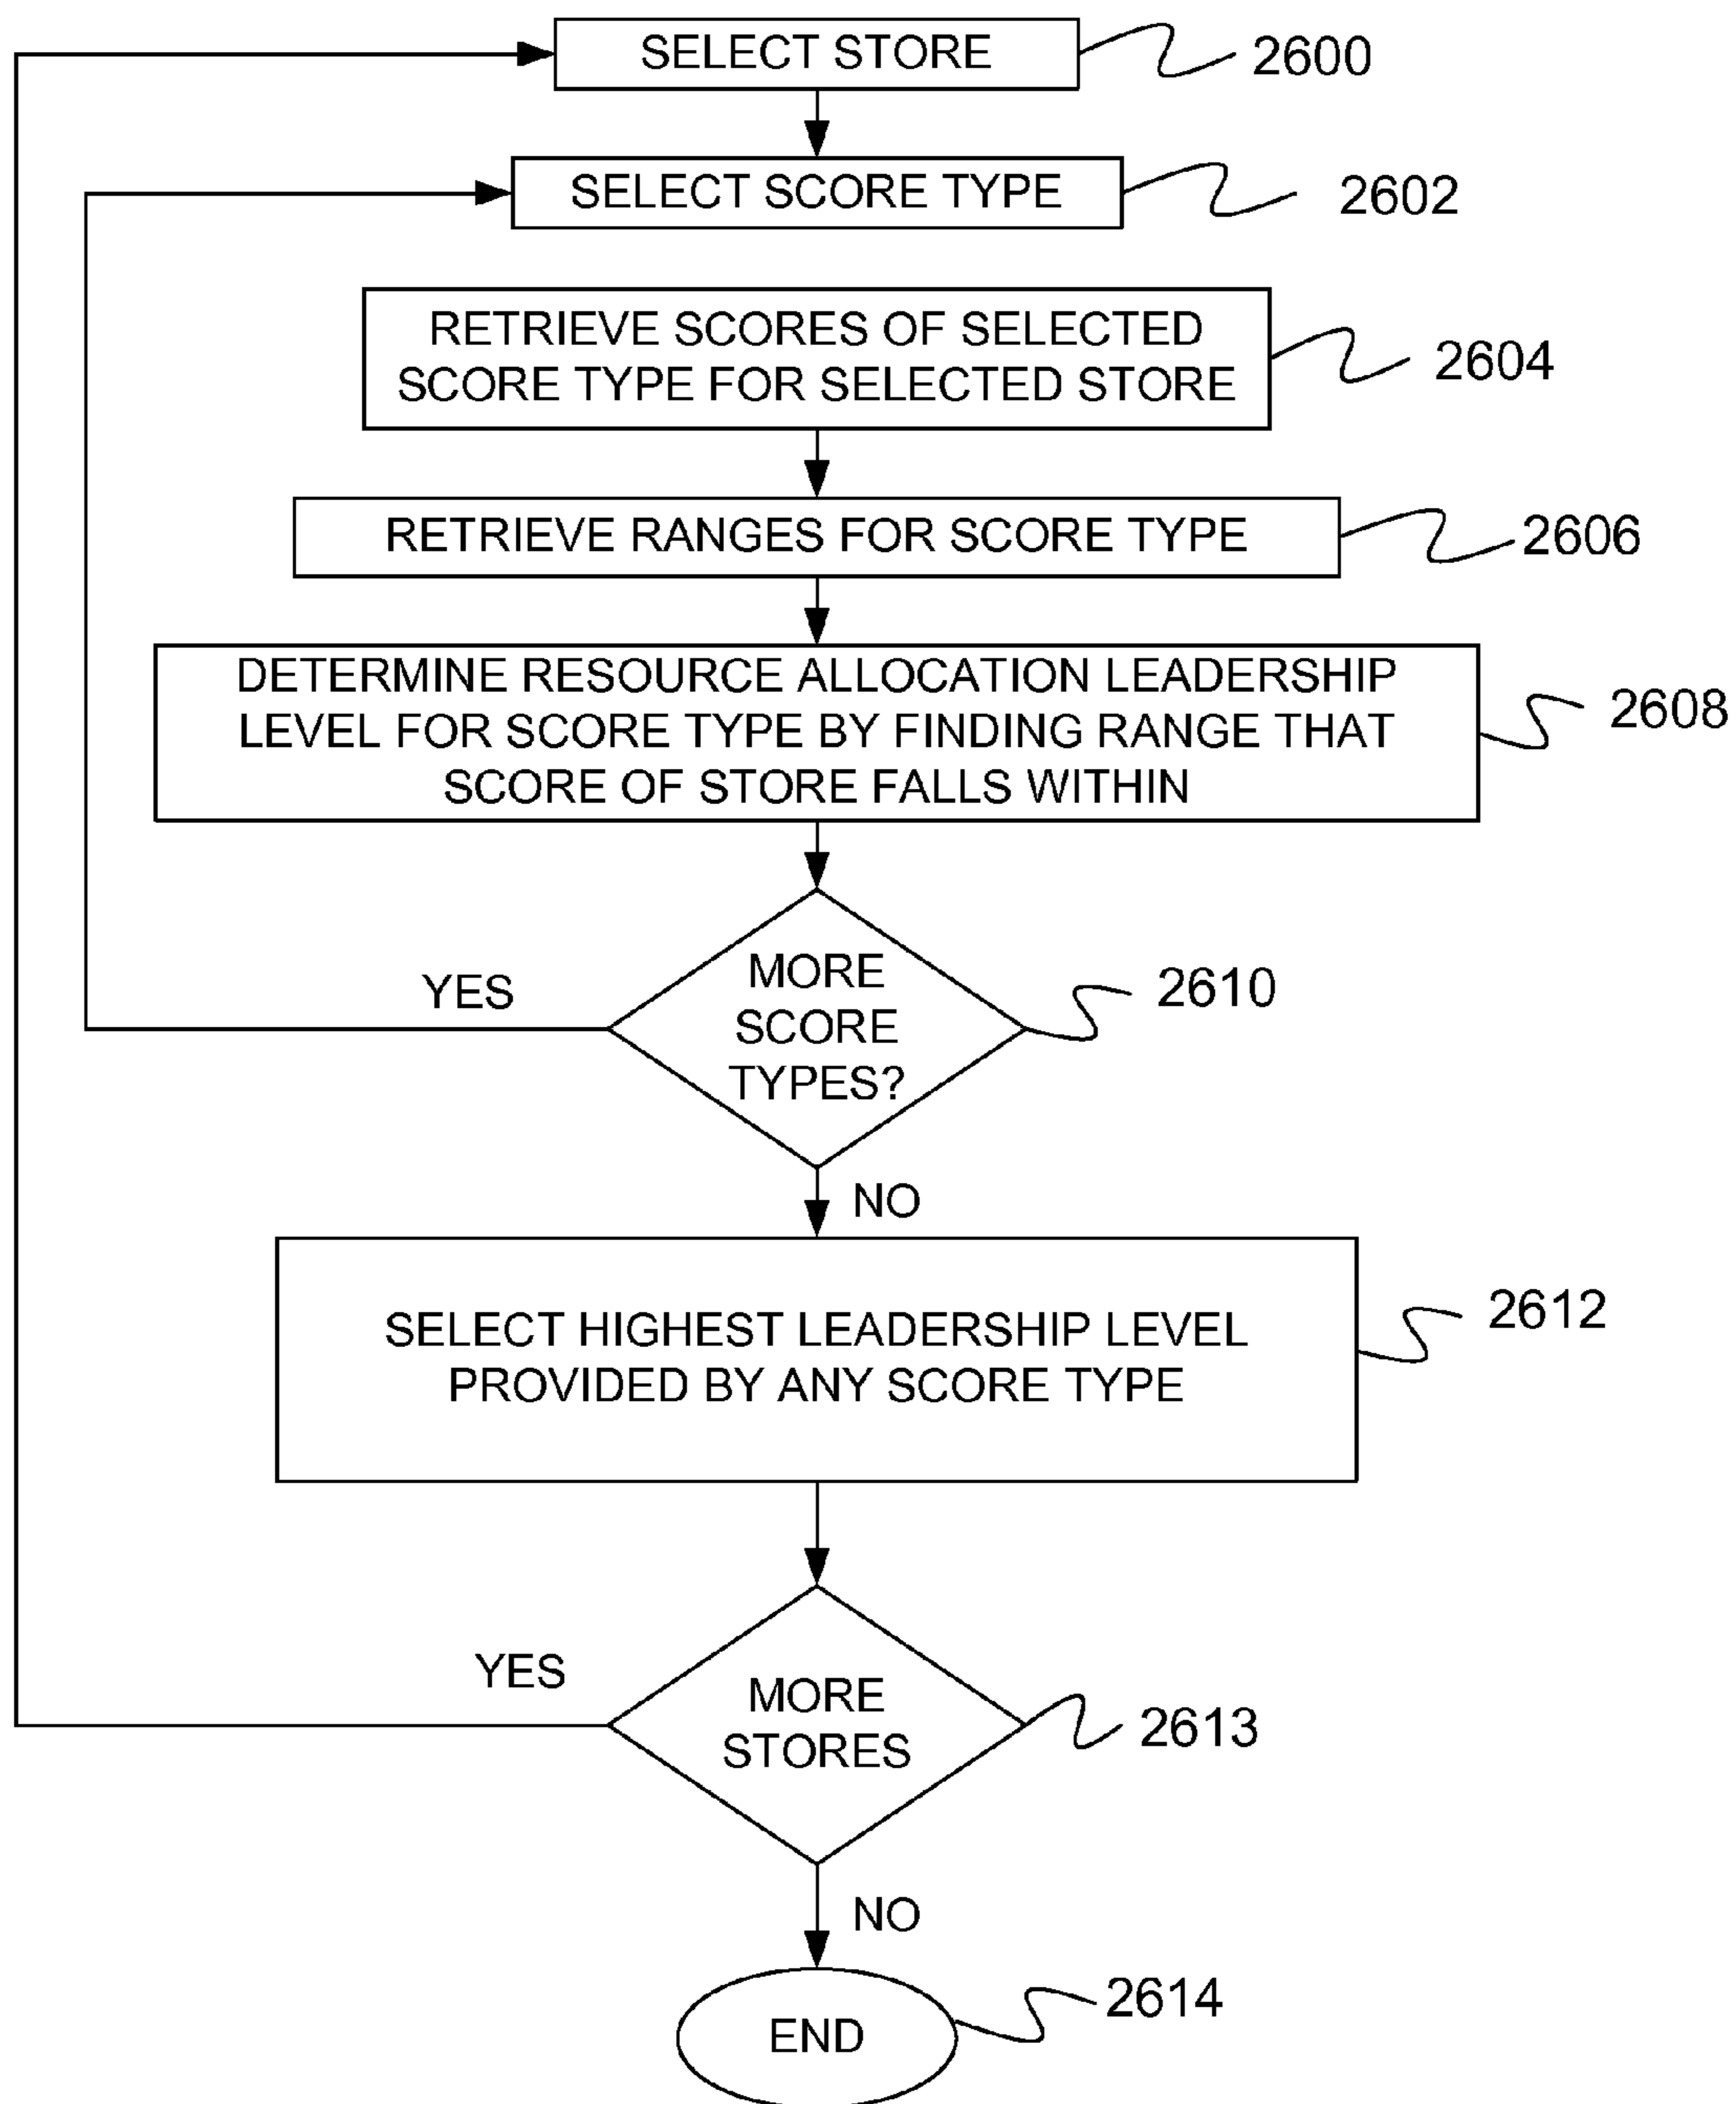 SELECT STORE
2600
SELECT SCORE TYPE
2602
RETRIEVE SCORES OF SELECTED
SCORE TYPE FOR SELECTED STORE
2604
RETRIEVE RANGES FOR SCORE TYPE
2606
DETERMINE RESOURCE ALLOCATION LEADERSHIP
LEVEL FOR SCORE TYPE BY FINDING RANGE THAT
SCORE OF STORE FALLS WITHIN
2608
MORE
SCORE
TYPES?
2610
YES
NO
SELECT HIGHEST LEADERSHIP LEVEL
PROVIDED BY ANY SCORE TYPE
2612
YES
MORE
STORES
2613
NO
END
2614